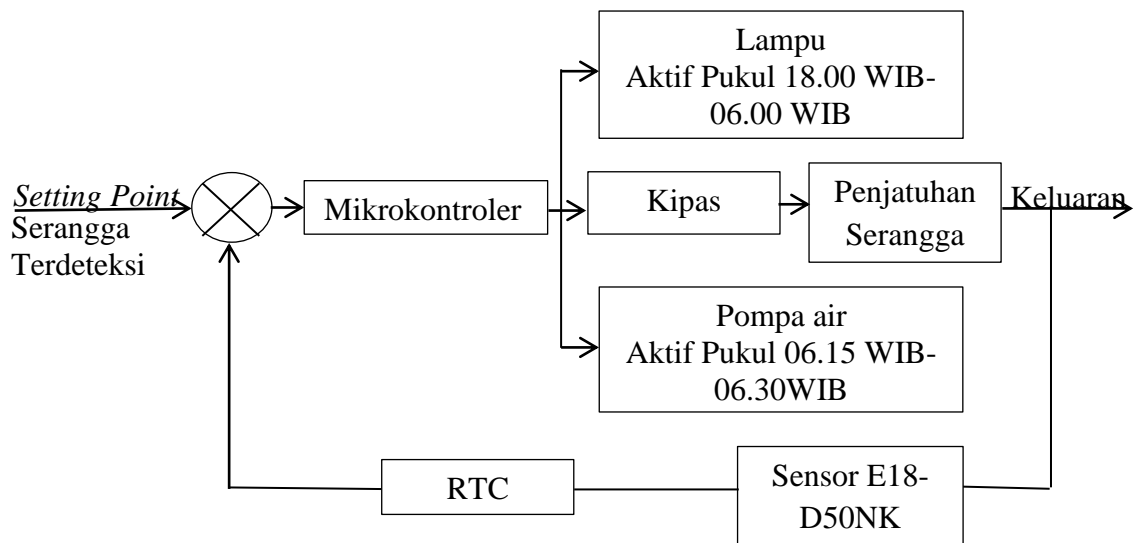 Lampu
Aktif Pukul 18.00 WIB-
06.00 WIB
Setting Point
Serangga
Terdeteksi
Mikrokontroler
Kipas
Penjatuhan
Serangga
Keluaran
Pompa air
Aktif Pukul 06.15 WIB-
06.30WIB
RTC
Sensor E18-
D50NK